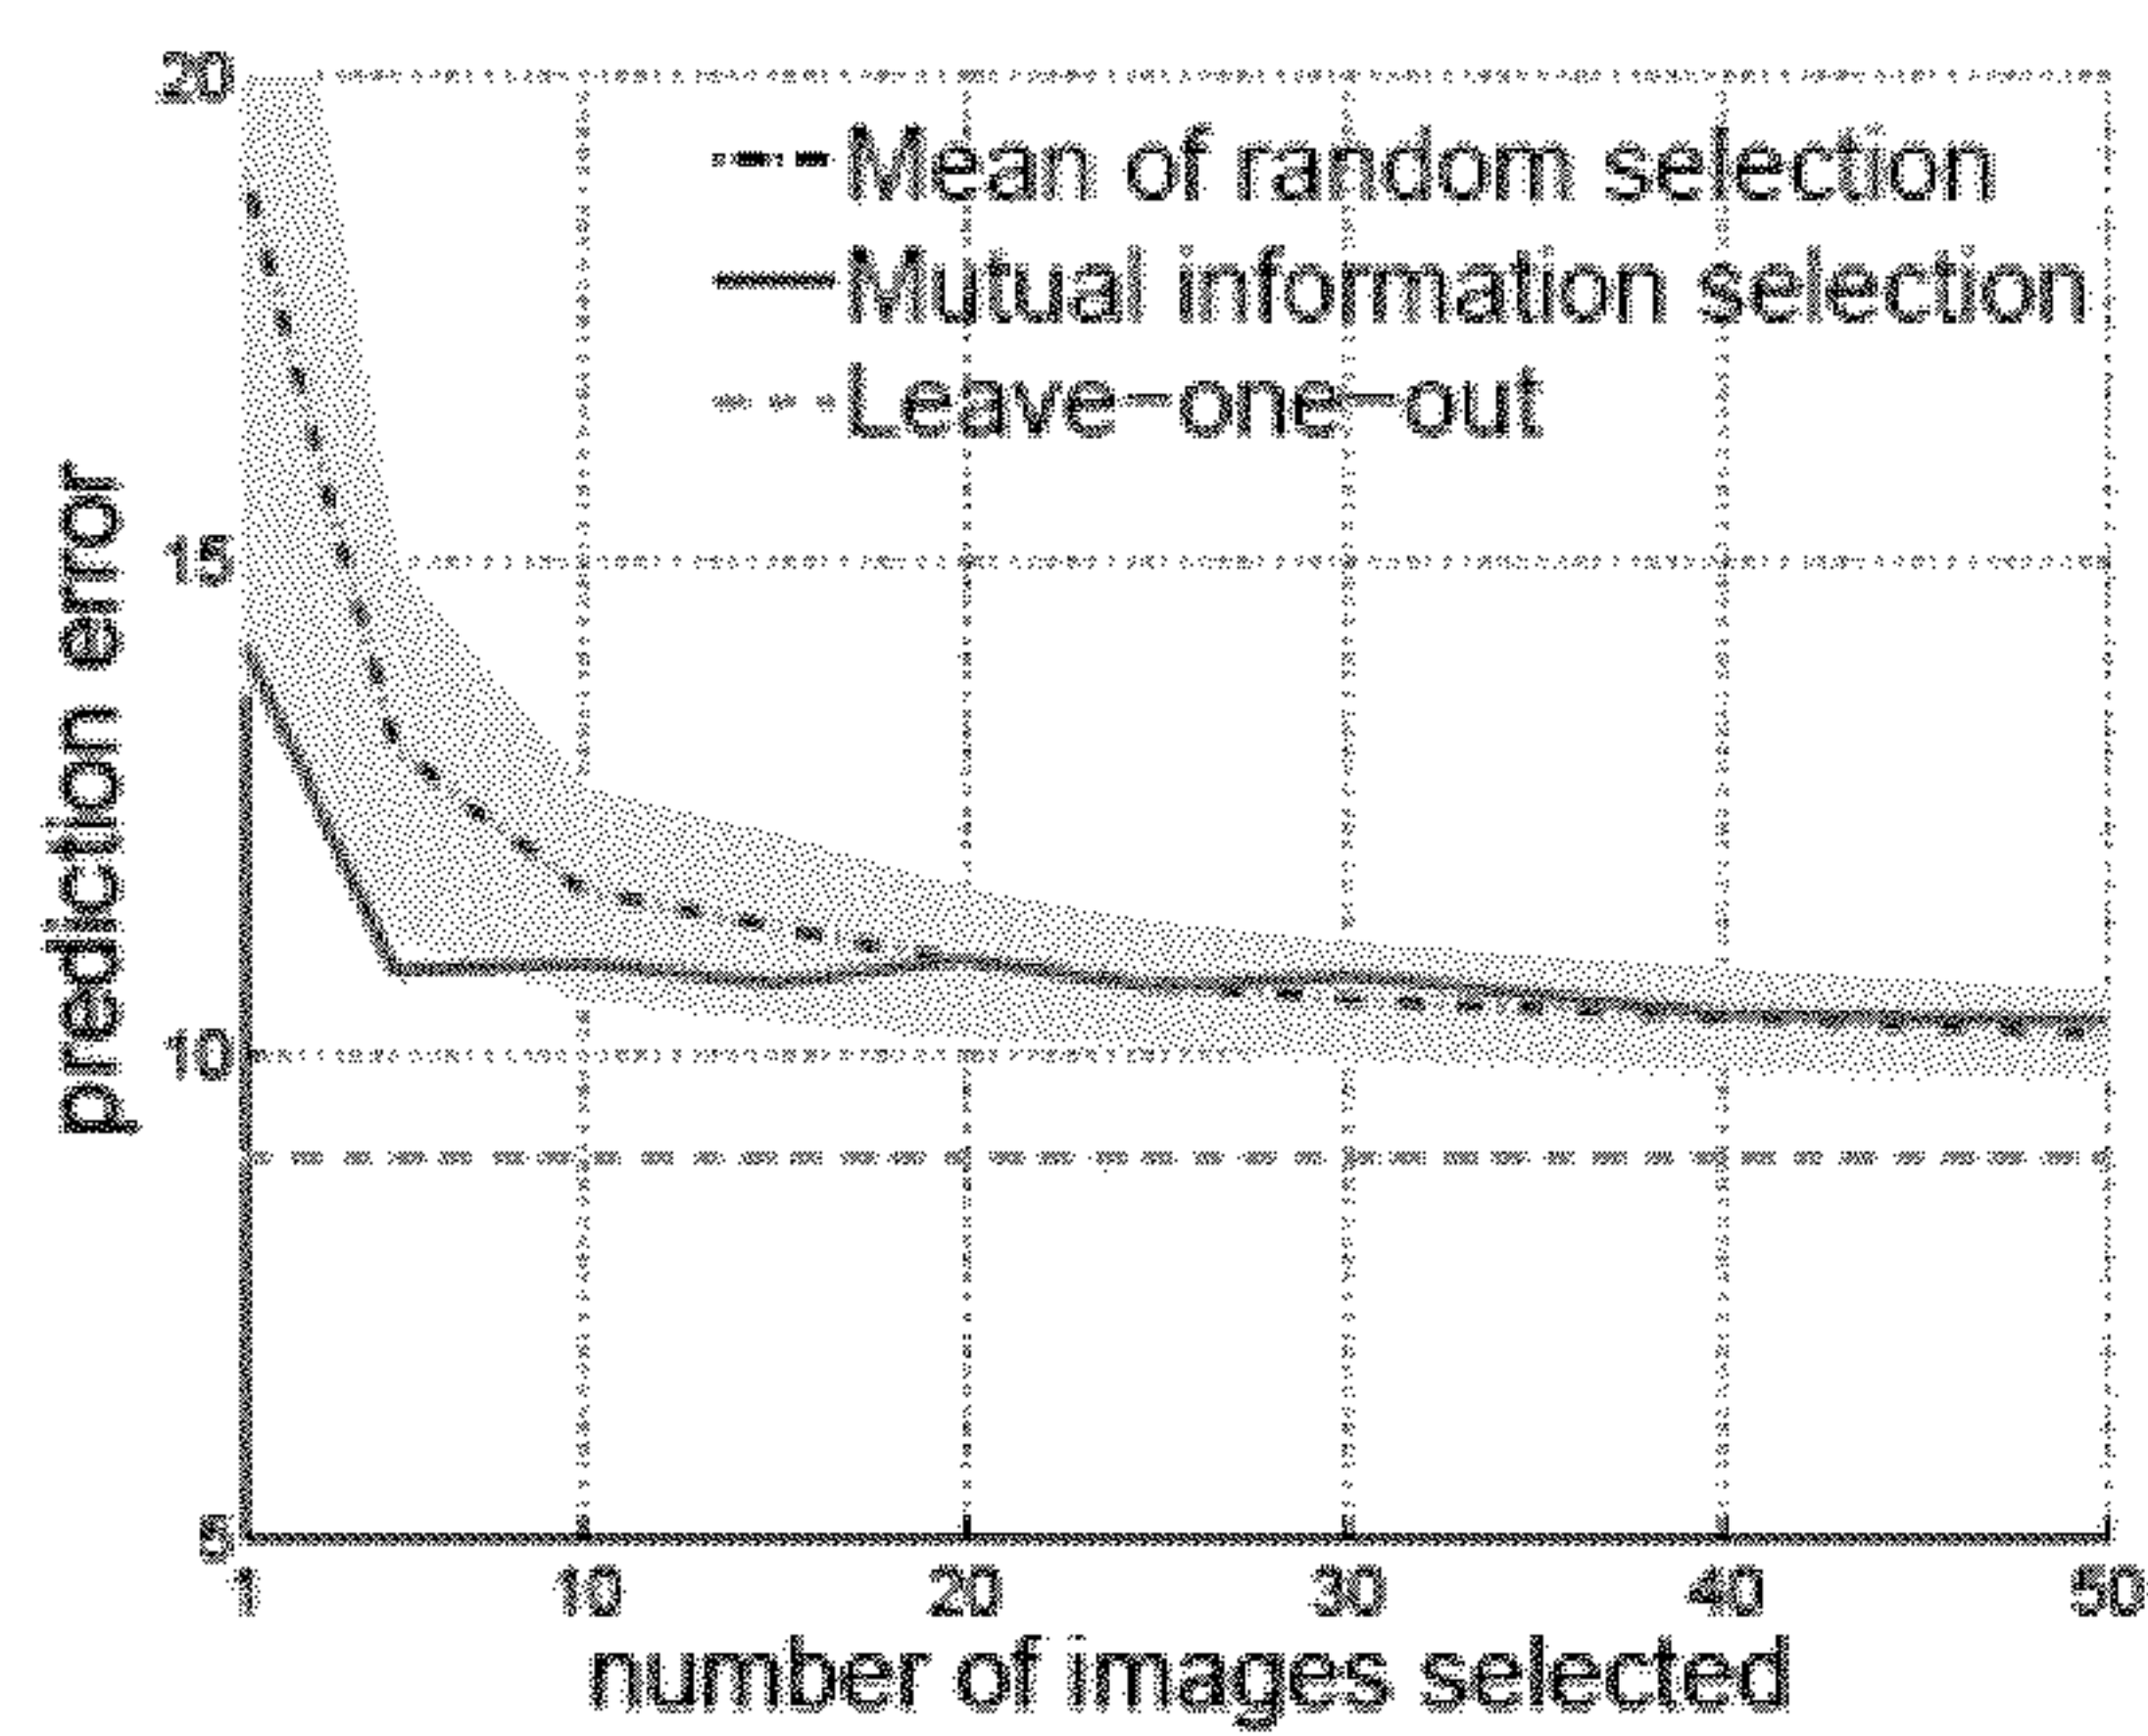 20
Mean of random selection
Mutual information selection
Leave-one-out
15
prediction error
10
5
1 10 20 30 40 50
number of images selected